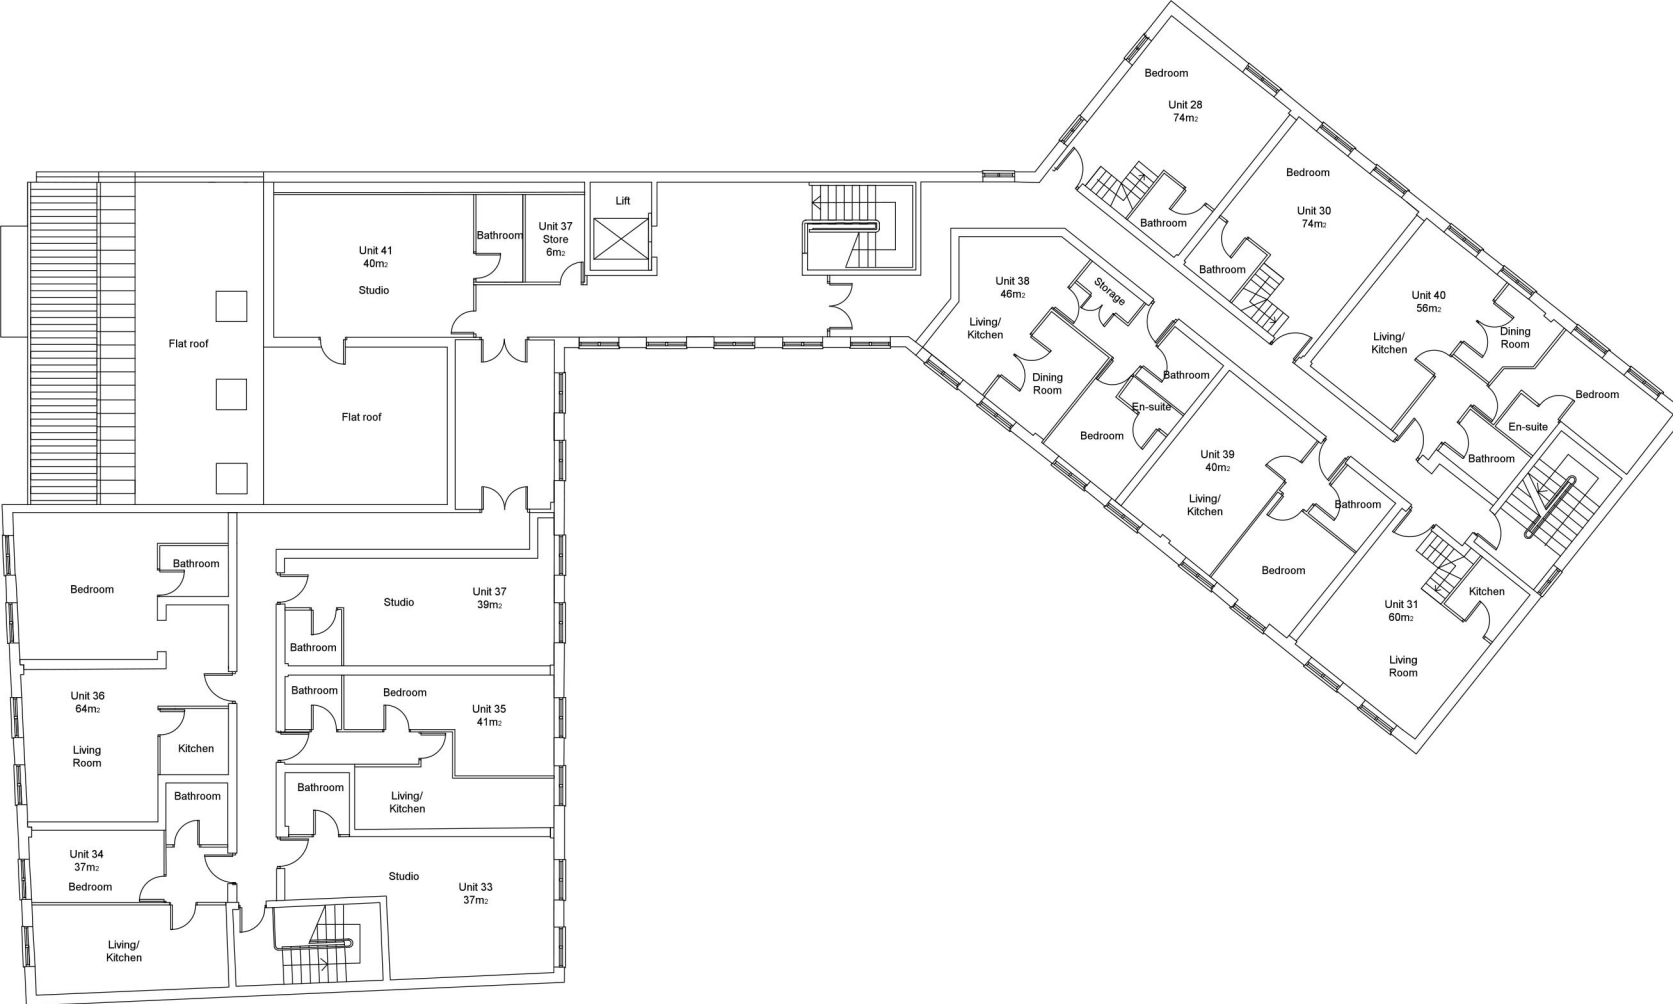 Bedroom
Unit 28
74m2
Bathroom
Bedroom
Unit 30
74m2
Bathroom
Lift
Unit 41
40m2
Studio
Bathroom
Unit 37
Store
6m2
Flat roof
Flat roof
Unit 38
46m2
Living/
Kitchen
Storage
Dining
Room
Bathroom
En-suite
Bedroom
Unit 40
56m2
Living/
Kitchen
Dining
Room
Bedroom
En-suite
Bathroom
Unit 39
40m2
Living/
Kitchen
Bathroom
Bedroom
Unit 31
60m2
Kitchen
Living
Room
Bedroom
Bathroom
Unit 36
64m2
Living
Room
Kitchen
Bathroom
Unit 34
37m2
Bedroom
Living/
Kitchen
Studio
Unit 37
39m2
Bathroom
Bathroom
Bedroom
Unit 35
41m2
Bathroom
Living/
Kitchen
Studio
Unit 33
37m2